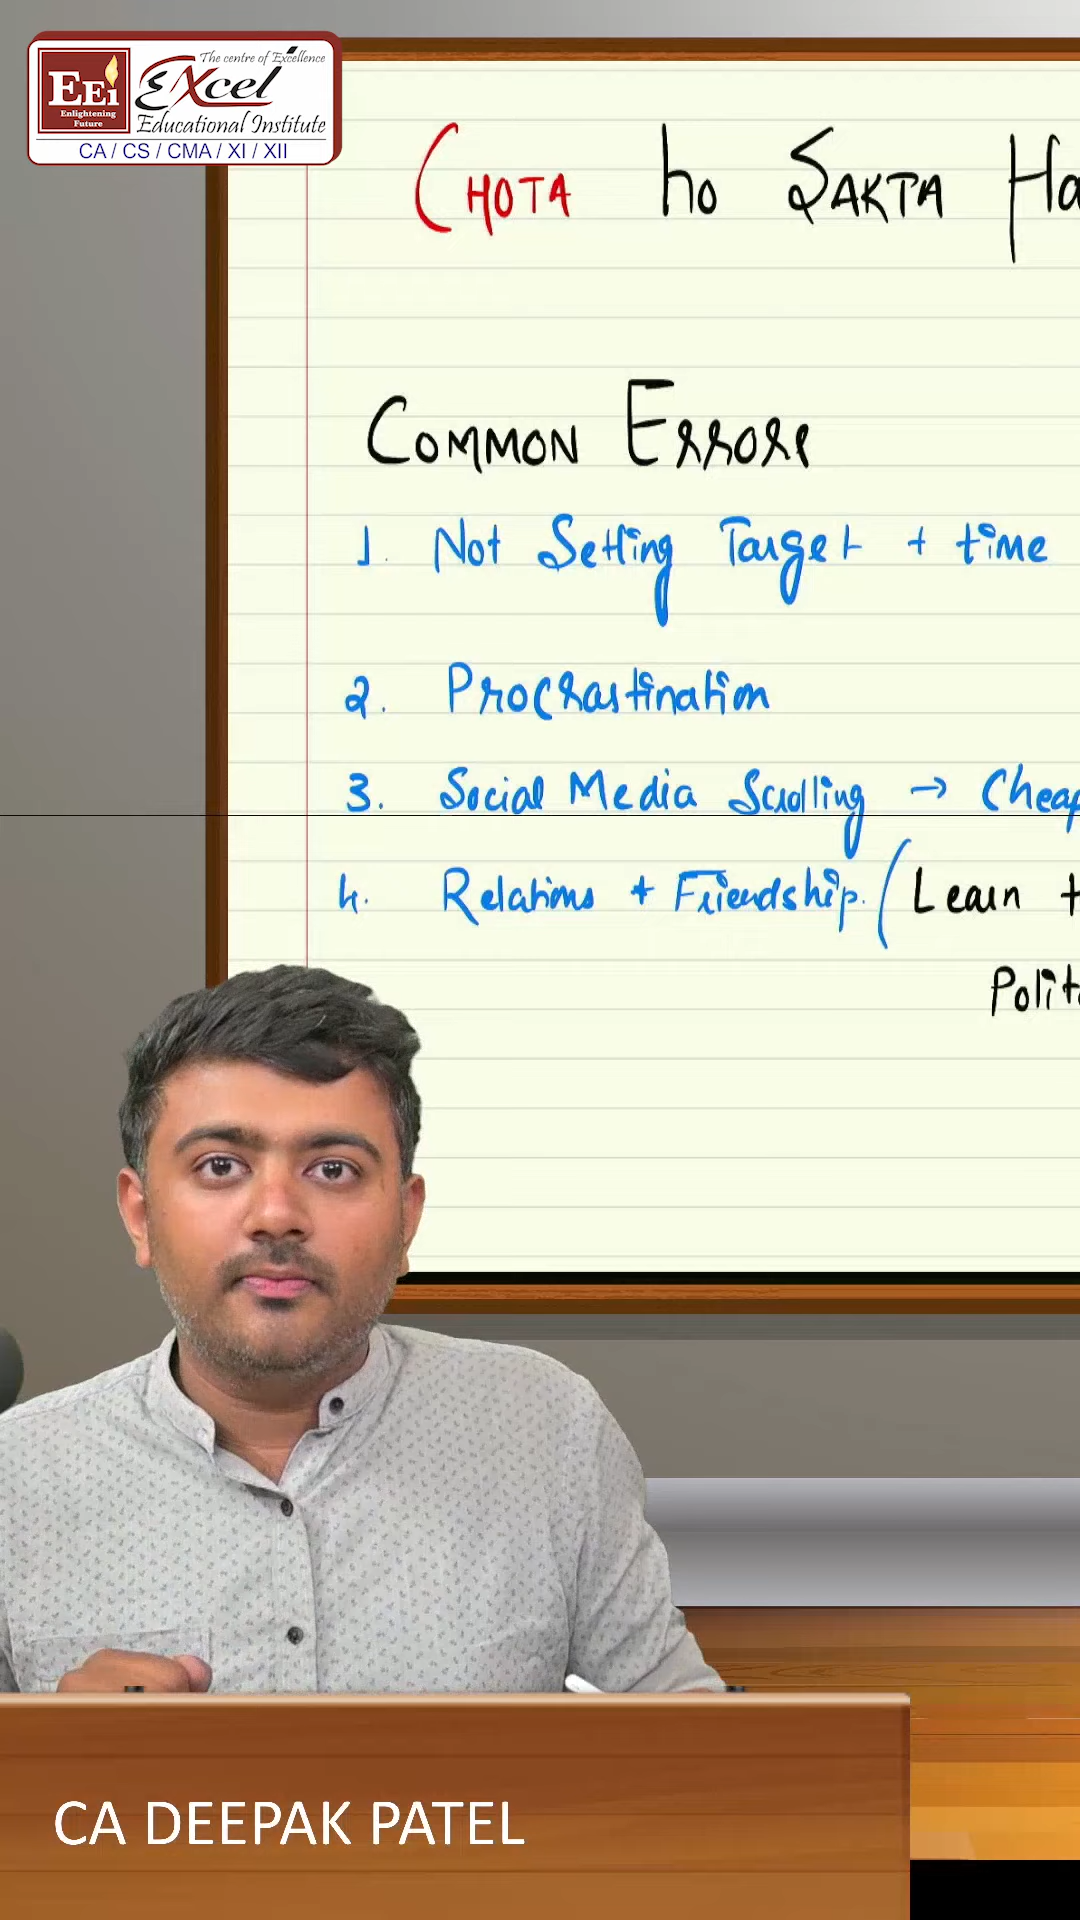 The centre of Excellence
EEi Excel
Enlightening
Future
Educational Institute
CA / CS / CMA / XI / XII
CHOTA ho SAKTA Ha
COMMON ERRORS
1. Not Setting Target + time
2. Procrastination
3. Social Media Scrolling → Cheap
4. Relations + Friendship. (Learn t
Polite
CA DEEPAK PATEL